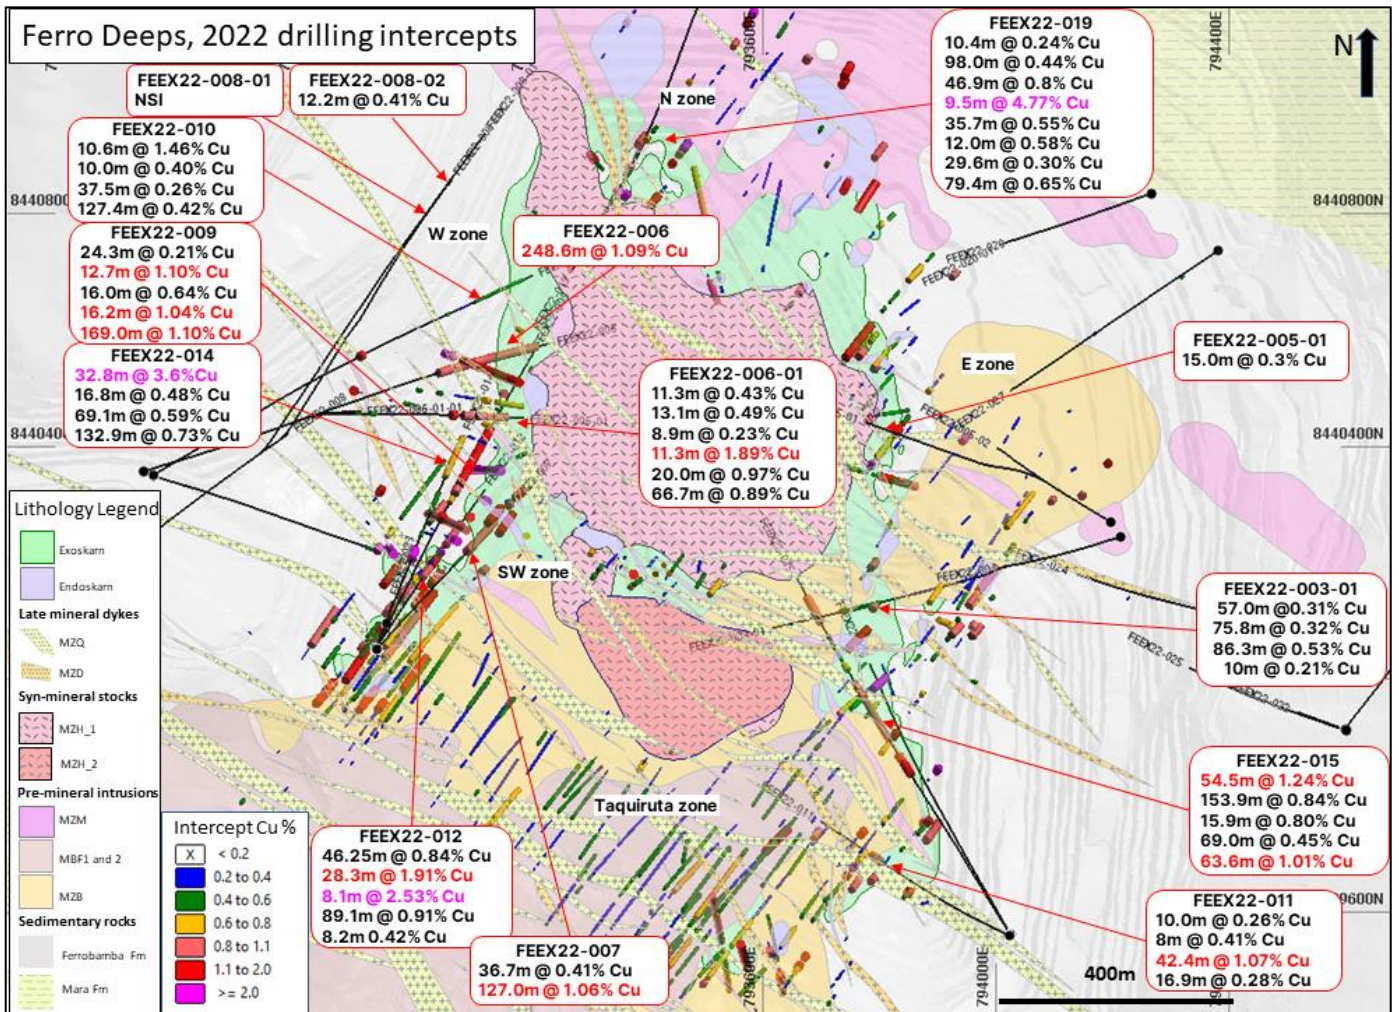 Ferro Deeps, 2022 drilling intercepts
N
793600E
794400E
FEEX22-008-01
NSI
FEEX22-008-02
12.2m @ 0.41% Cu
N zone
FEEX22-019
10.4m @ 0.24% Cu
98.0m @ 0.44% Cu
46.9m @ 0.8% Cu
9.5m @ 4.77% Cu
35.7m @ 0.55% Cu
12.0m @ 0.58% Cu
29.6m @ 0.30% Cu
79.4m @ 0.65% Cu
FEEX22-010
10.6m @ 1.46% Cu
10.0m @ 0.40% Cu
37.5m @ 0.26% Cu
127.4m @ 0.42% Cu
8440800
8440800N
W zone
FEEX22-009
24.3m @ 0.21% Cu
12.7m @ 1.10% Cu
16.0m @ 0.64% Cu
16.2m @ 1.04% Cu
169.0m @ 1.10% Cu
FEEX22-006
248.6m @ 1.09% Cu
FEEX22-014
32.8m @ 3.6%Cu
16.8m @ 0.48% Cu
69.1m @ 0.59% Cu
132.9m @ 0.73% Cu
E zone
FEEX22-005-01
15.0m @ 0.3% Cu
FEEX22-006-01
11.3m @ 0.43% Cu
13.1m @ 0.49% Cu
8.9m @ 0.23% Cu
11.3m @ 1.89% Cu
20.0m @ 0.97% Cu
66.7m @ 0.89% Cu
8440400
8440400N
Lithology Legend
Exoskarn
Endoskarn
Late mineral dykes
MZQ
MZD
Syn-mineral stocks
MZH_1
MZH_2
Pre-mineral intrusions
MZM
MBF1 and 2
MZB
Sedimentary rocks
Ferrobamba Fm
Mara Fm
SW zone
FEEX22-003-01
57.0m @0.31% Cu
75.8m @ 0.32% Cu
86.3m @ 0.53% Cu
10m @ 0.21% Cu
FEEX22-025
FEEX22-015
54.5m @ 1.24% Cu
153.9m @ 0.84% Cu
15.9m @ 0.80% Cu
69.0m @ 0.45% Cu
63.6m @ 1.01% Cu
Taquiruta zone
Intercept Cu %
X < 0.2
0.2 to 0.4
0.4 to 0.6
0.6 to 0.8
0.8 to 1.1
1.1 to 2.0
>= 2.0
FEEX22-012
46.25m @ 0.84% Cu
28.3m @ 1.91% Cu
8.1m @ 2.53% Cu
89.1m @ 0.91% Cu
8.2m 0.42% Cu
FEEX22-007
36.7m @ 0.41% Cu
127.0m @ 1.06% Cu
FEEX22-011
10.0m @ 0.26% Cu
8m @ 0.41% Cu
42.4m @ 1.07% Cu
16.9m @ 0.28% Cu
9600N
793600E
794000E
400m